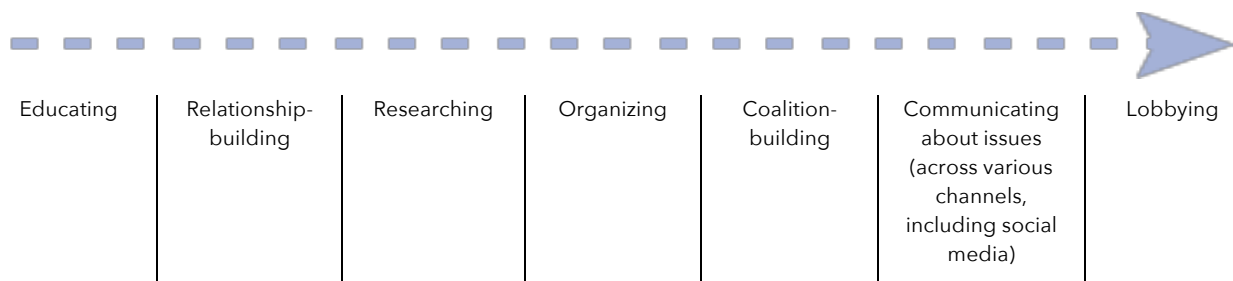 Educating
Relationship-
building
Researching
Organizing
Coalition-
building
Communicating
about issues
(across various
channels,
including social
media)
Lobbying